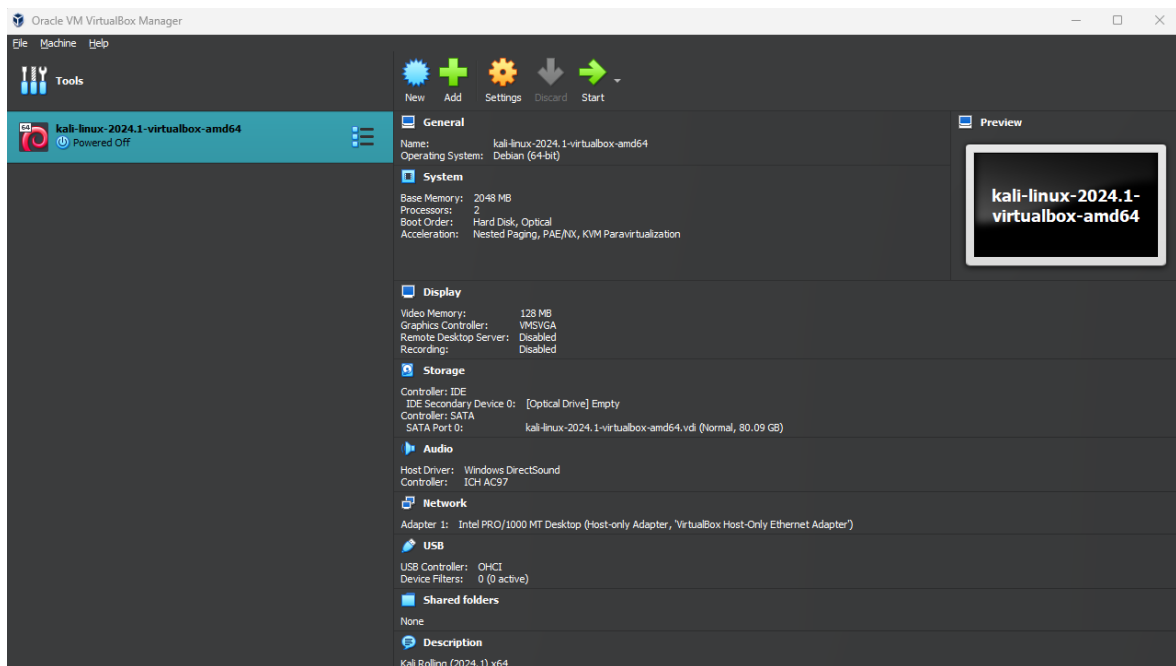 Oracle VM VirtualBox Manager
File Machine Help
Tools
New Add Settings Discard Start
64
kali-linux-2024.1-virtualbox-amd64
Powered Off
General
Name: kali-linux-2024.1-virtualbox-amd64
Operating System: Debian (64-bit)
Preview
kali-linux-2024.1-
virtualbox-amd64
System
Base Memory: 2048 MB
Processors: 2
Boot Order: Hard Disk, Optical
Acceleration: Nested Paging, PAE/NX, KVM Paravirtualization
Display
Video Memory: 128 MB
Graphics Controller: VMSVGA
Remote Desktop Server: Disabled
Recording: Disabled
Storage
Controller: IDE
IDE Secondary Device 0: [Optical Drive] Empty
Controller: SATA
SATA Port 0: kali-linux-2024.1-virtualbox-amd64.vdi (Normal, 80.09 GB)
Audio
Host Driver: Windows DirectSound
Controller: ICH AC97
Network
Adapter 1: Intel PRO/1000 MT Desktop (Host-only Adapter, 'VirtualBox Host-Only Ethernet Adapter')
USB
USB Controller: OHCI
Device Filters: 0 (0 active)
Shared folders
None
Description
Kali Rolling (2024.1) x64